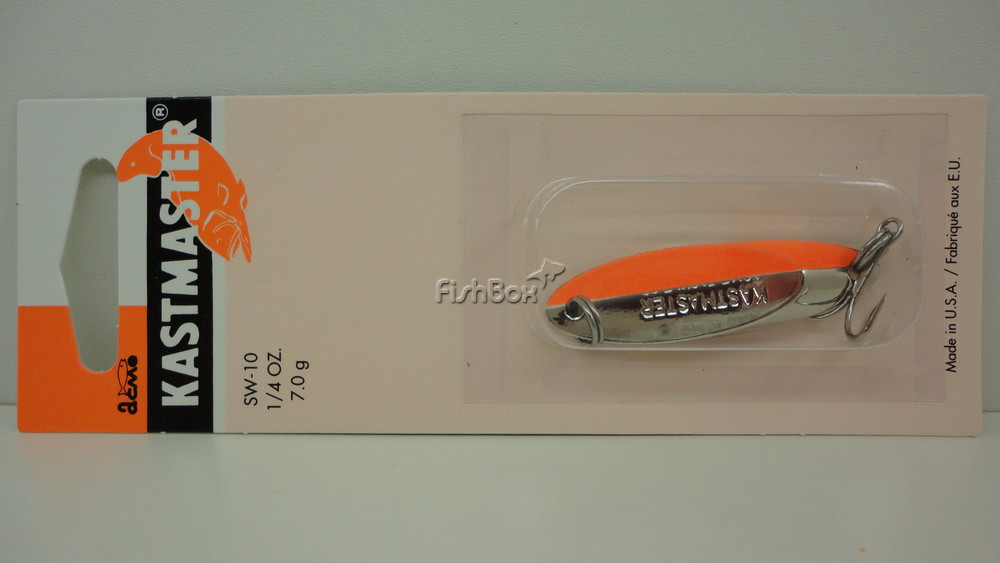 KASTMASTER®
acme
SW-10
1/4 OZ.
7.0 g
FishBox
KASTMASTER
Made in U.S.A. / Fabriqué aux E.U.